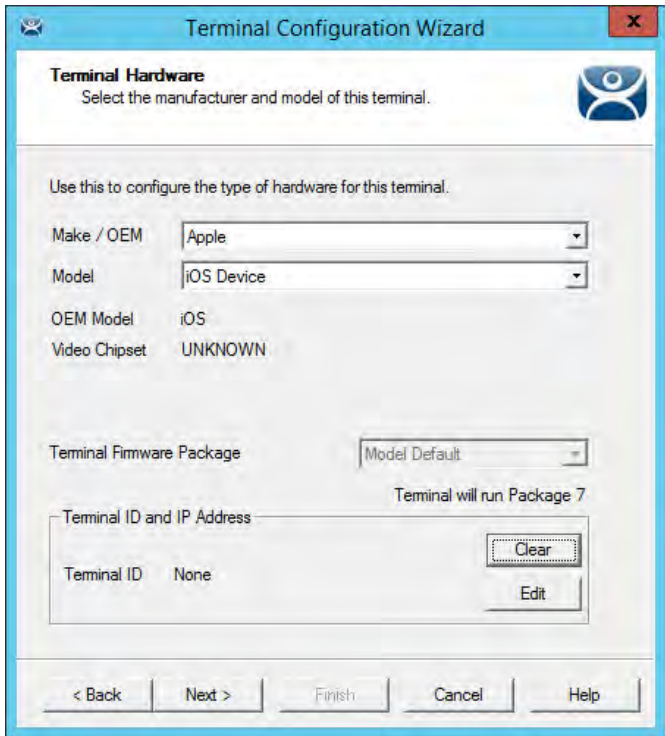 Terminal Configuration Wizard
x
Terminal Hardware
Select the manufacturer and model of this terminal.
Use this to configure the type of hardware for this terminal.
Make / OEM Apple
Model iOS Device
OEM Model iOS
Video Chipset UNKNOWN
Terminal Firmware Package Model Default
Terminal will run Package 7
Terminal ID and IP Address
Clear
Terminal ID None
Edit
< Back Next > Finish Cancel Help